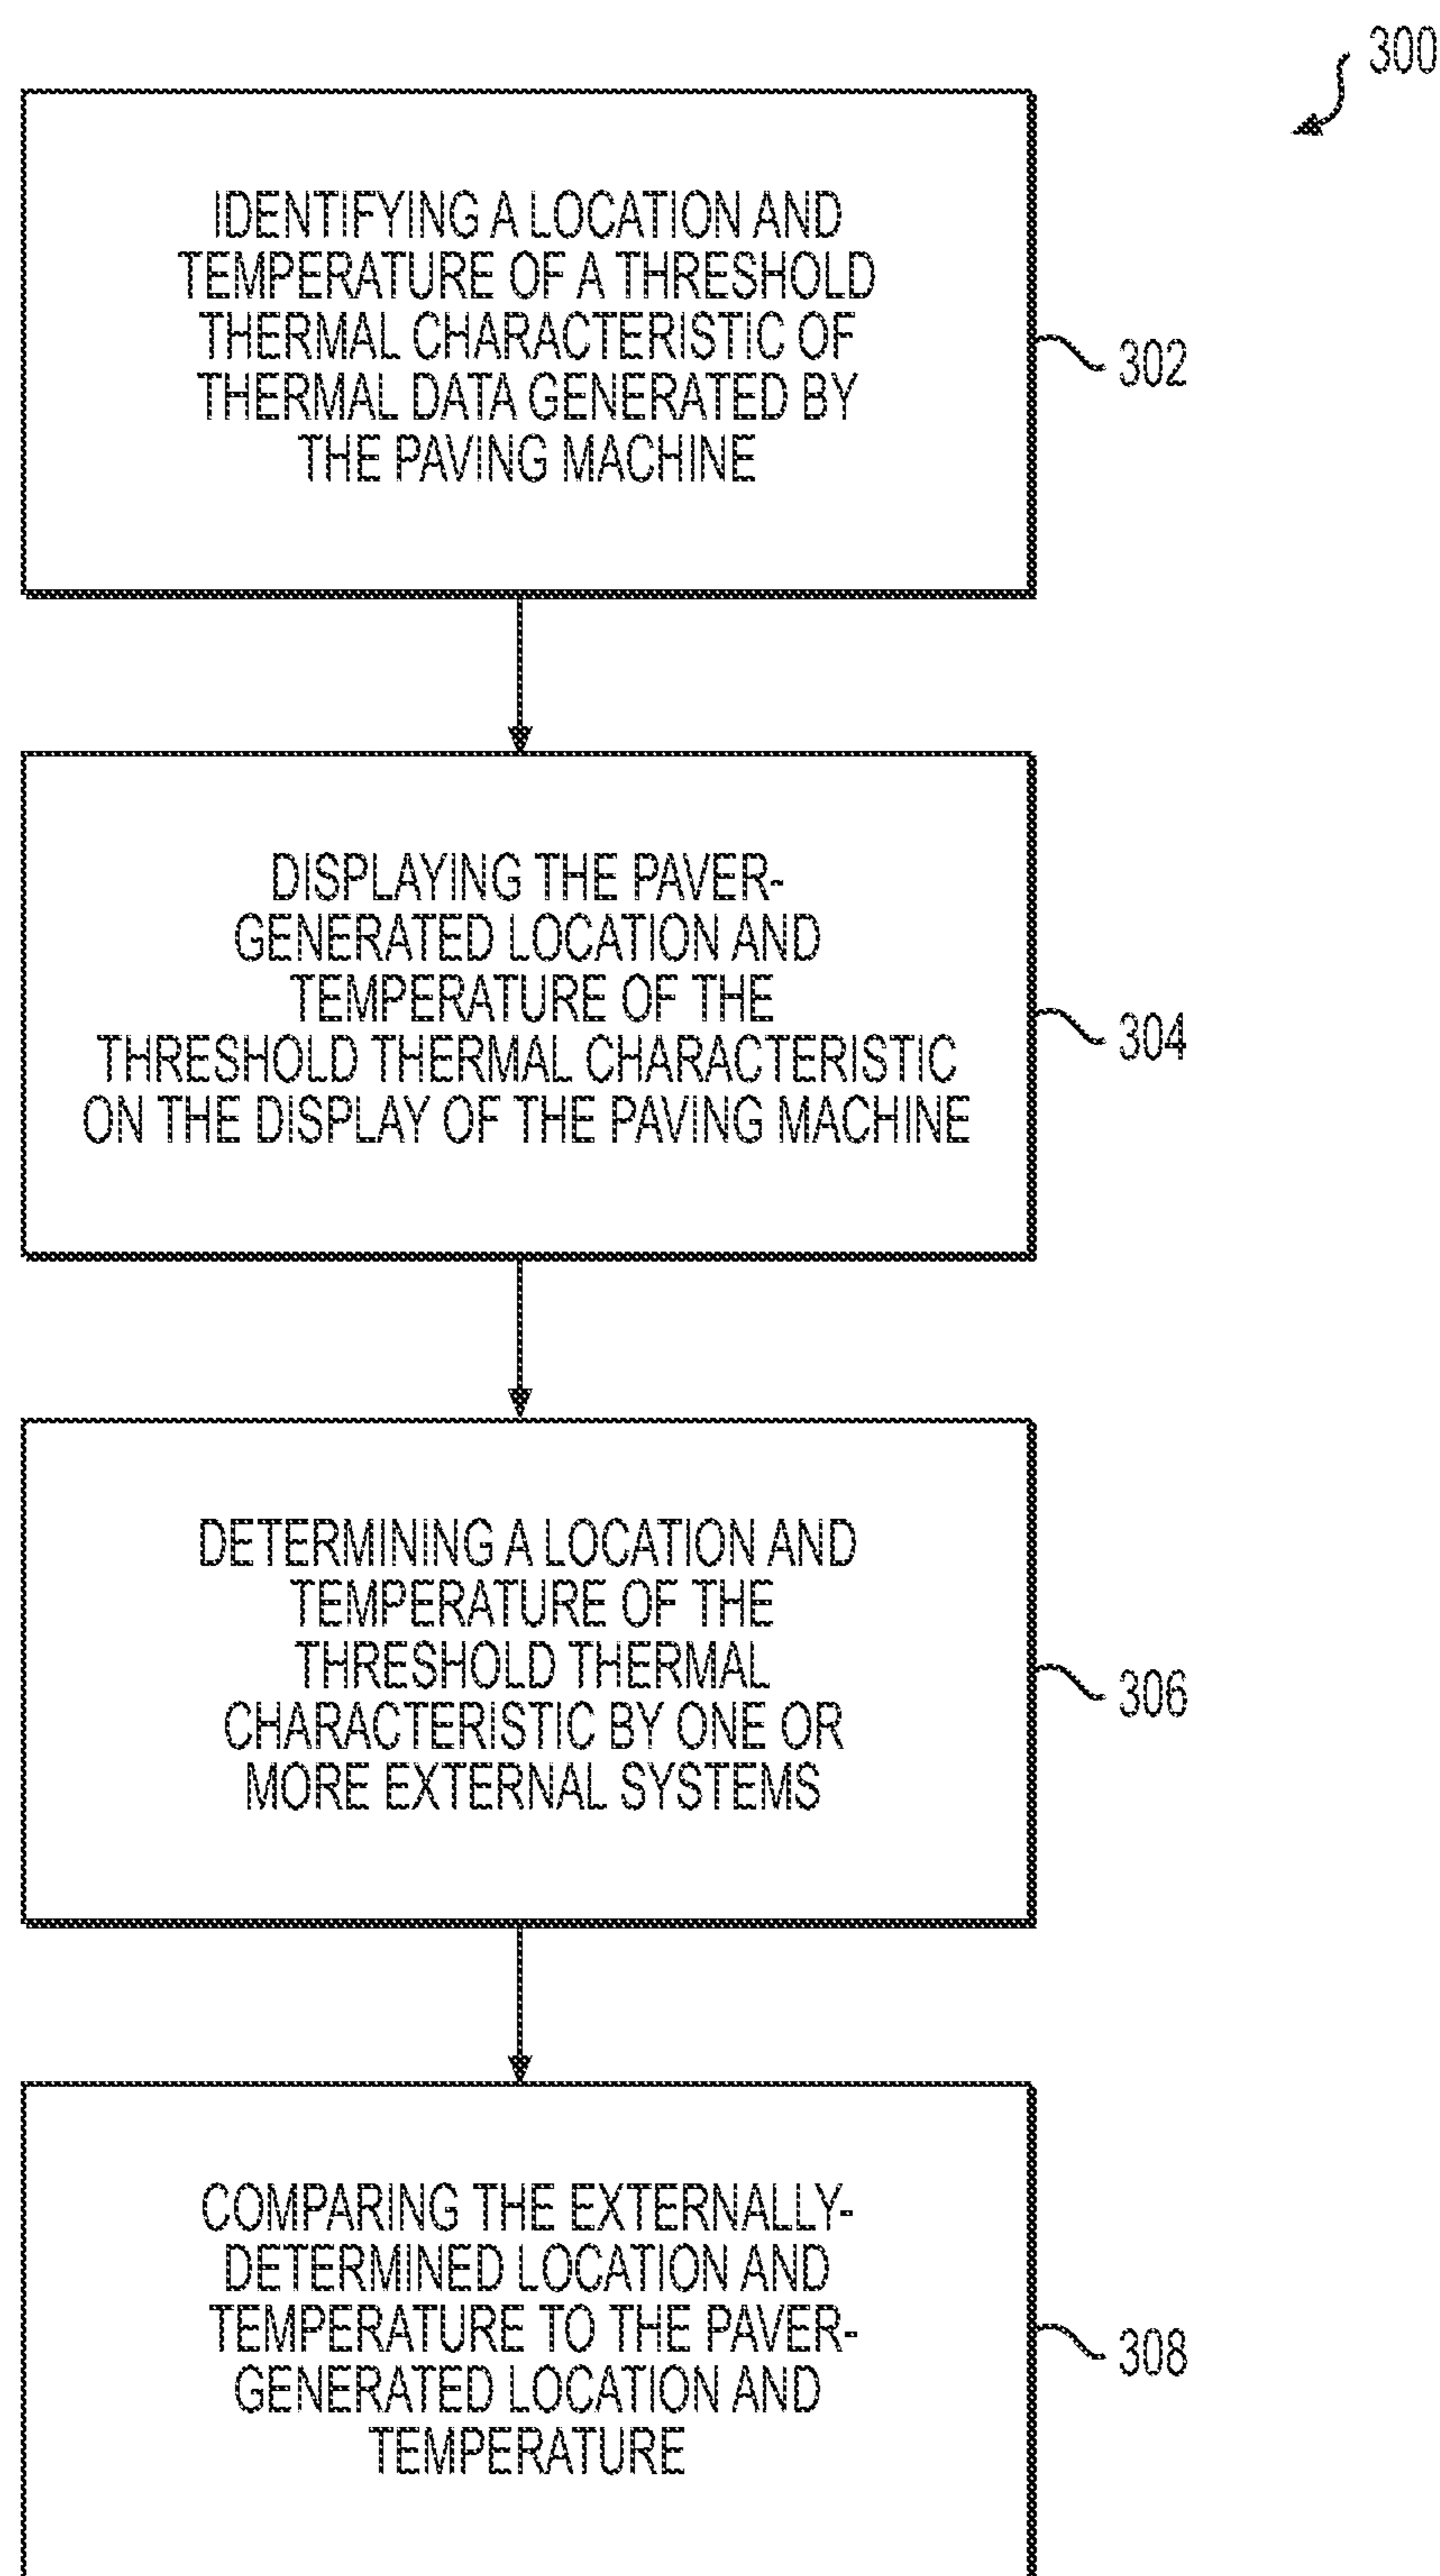 300
IDENTIFYING A LOCATION AND
TEMPERATURE OF A THRESHOLD
THERMAL CHARACTERISTIC OF
THERMAL DATA GENERATED BY
THE PAVING MACHINE
302
DISPLAYING THE PAVER-
GENERATED LOCATION AND
TEMPERATURE OF THE
THRESHOLD THERMAL CHARACTERISTIC
ON THE DISPLAY OF THE PAVING MACHINE
304
DETERMINING A LOCATION AND
TEMPERATURE OF THE
THRESHOLD THERMAL
CHARACTERISTIC BY ONE OR
MORE EXTERNAL SYSTEMS
306
COMPARING THE EXTERNALLY-
DETERMINED LOCATION AND
TEMPERATURE TO THE PAVER-
GENERATED LOCATION AND
TEMPERATURE
308